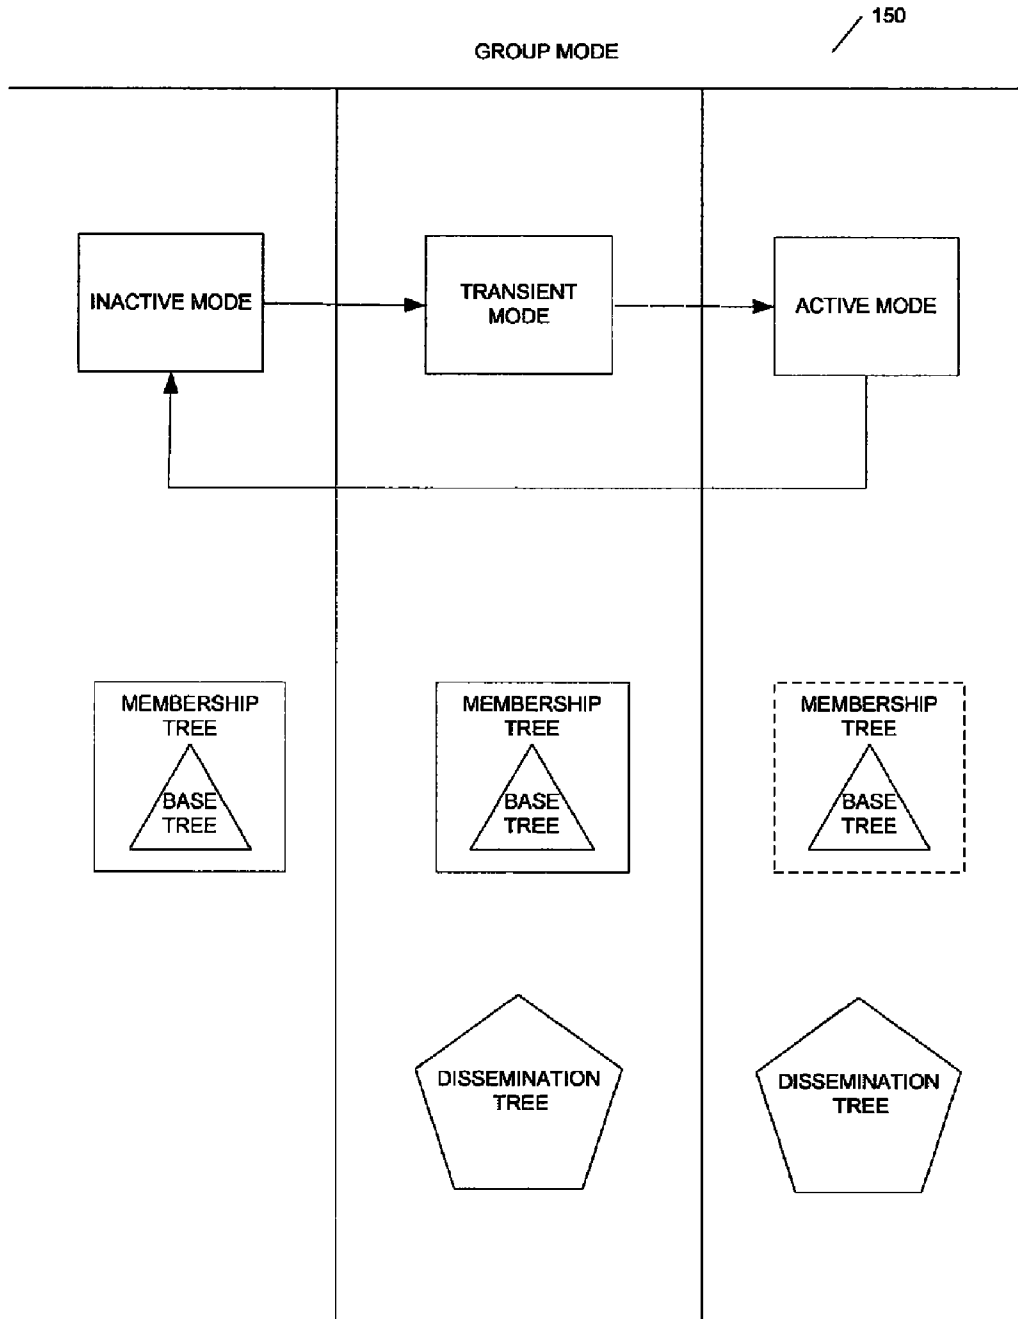 150
GROUP MODE
INACTIVE MODE
TRANSIENT
MODE
ACTIVE MODE
MEMBERSHIP
TREE
BASE
TREE
MEMBERSHIP
TREE
BASE
TREE
MEMBERSHIP
TREE
BASE
TREE
DISSEMINATION
TREE
DISSEMINATION
TREE